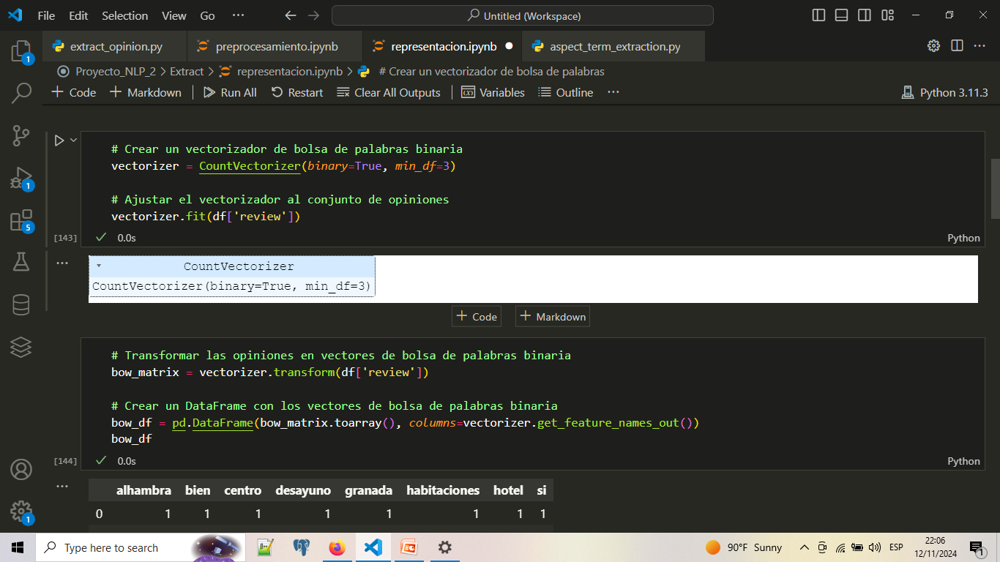 File Edit Selection View Go ···
Untitled (Workspace)
extract_opinion.py
preprocesamiento.ipynb
representacion.ipynb
aspect_term_extraction.py
Proyecto_NLP_2 > Extract > representacion.ipynb > # Crear un vectorizador de bolsa de palabras
+ Code + Markdown | Run All Restart Clear All Outputs | Variables Outline ···
Python 3.11.3
# Crear un vectorizador de bolsa de palabras binaria
vectorizer = CountVectorizer(binary=True, min_df=3)
# Ajustar el vectorizador al conjunto de opiniones
vectorizer.fit(df['review'])
[143] 0.0s Python
CountVectorizer
CountVectorizer(binary=True, min_df=3)
+ Code + Markdown
# Transformar las opiniones en vectores de bolsa de palabras binaria
bow_matrix = vectorizer.transform(df['review'])
# Crear un DataFrame con los vectores de bolsa de palabras binaria
bow_df = pd.DataFrame(bow_matrix.toarray(), columns=vectorizer.get_feature_names_out())
bow_df
[144] 0.0s Python
alhambra bien centro desayuno granada habitaciones hotel si
0 1 1 1 1 1 1 1 1
1
1
5
1
Type here to search
90°F Sunny
ESP
22:06
12/11/2024
1